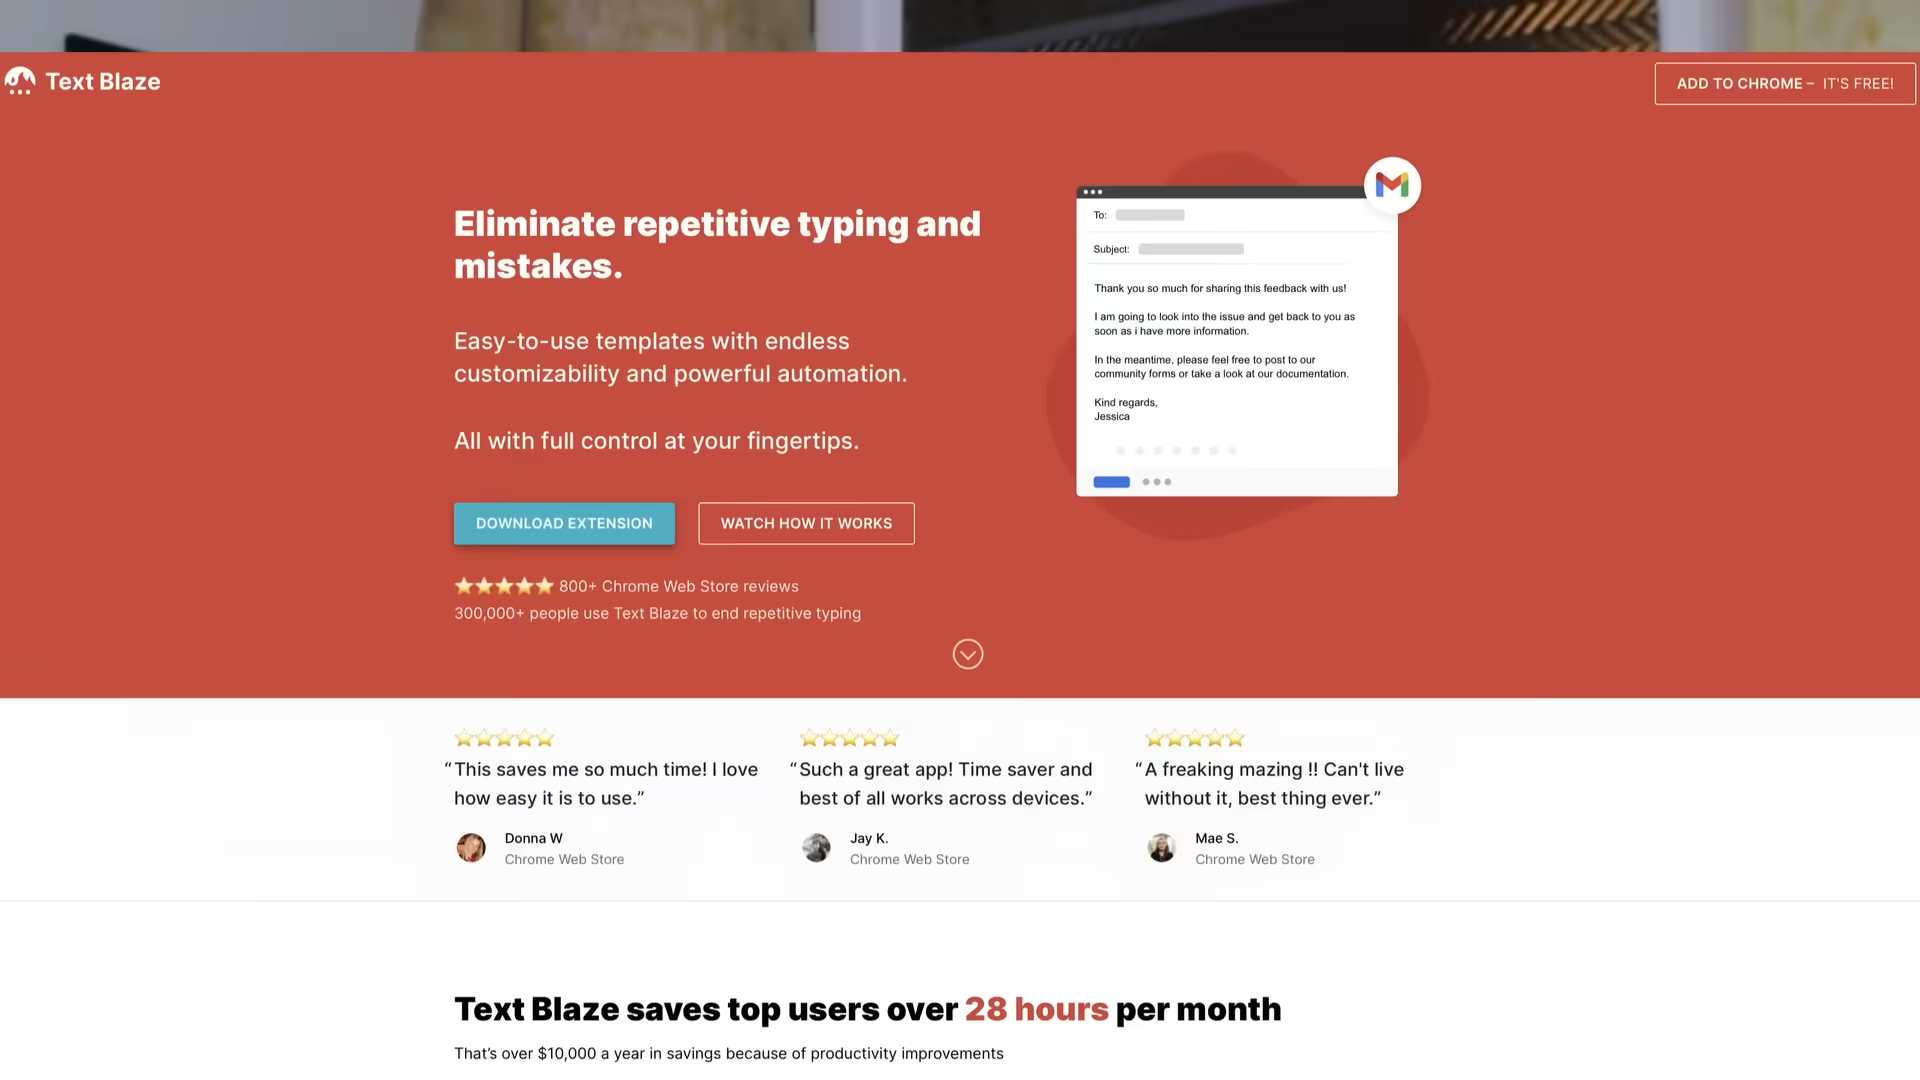 Text Blaze
ADD TO CHROME – IT'S FREE!
Eliminate repetitive typing and
mistakes.
Easy-to-use templates with endless
customizability and powerful automation.
All with full control at your fingertips.
DOWNLOAD EXTENSION
WATCH HOW IT WORKS
800+ Chrome Web Store reviews
300,000+ people use Text Blaze to end repetitive typing
To:
Subject:
Thank you so much for sharing this feedback with us!
I am going to look into the issue and get back to you as
soon as i have more information.
In the meantime, please feel free to post to our
community forms or take a look at our documentation.
Kind regards,
Jessica
“This saves me so much time! I love
how easy it is to use.”
Donna W
Chrome Web Store
“Such a great app! Time saver and
best of all works across devices.”
Jay K.
Chrome Web Store
“A freaking mazing !! Can't live
without it, best thing ever.”
Mae S.
Chrome Web Store
Text Blaze saves top users over 28 hours per month
That’s over $10,000 a year in savings because of productivity improvements